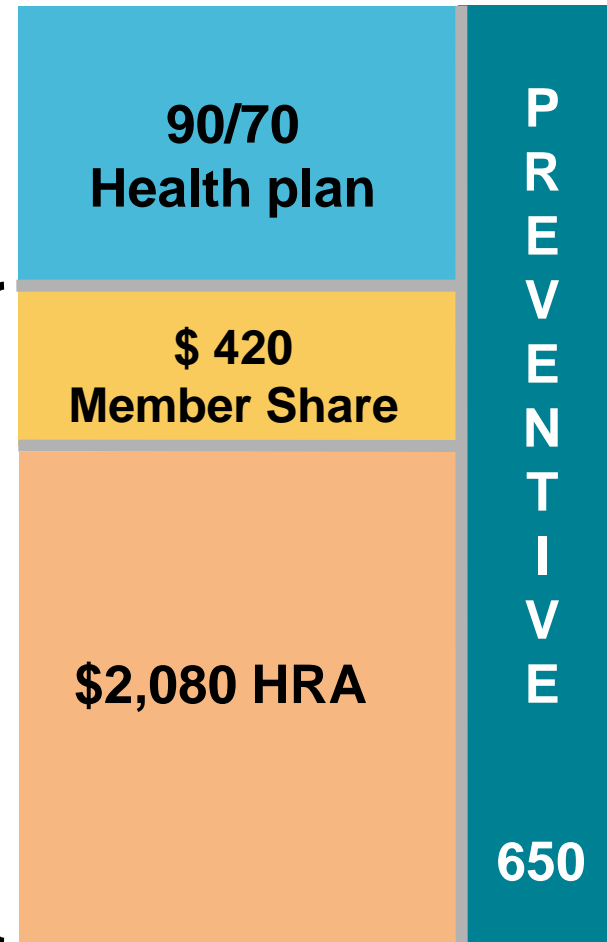 90/70
Health plan
$ 420
Member Share
$2,080 HRA
P
R
E
V
E
N
T
I
V
E
650